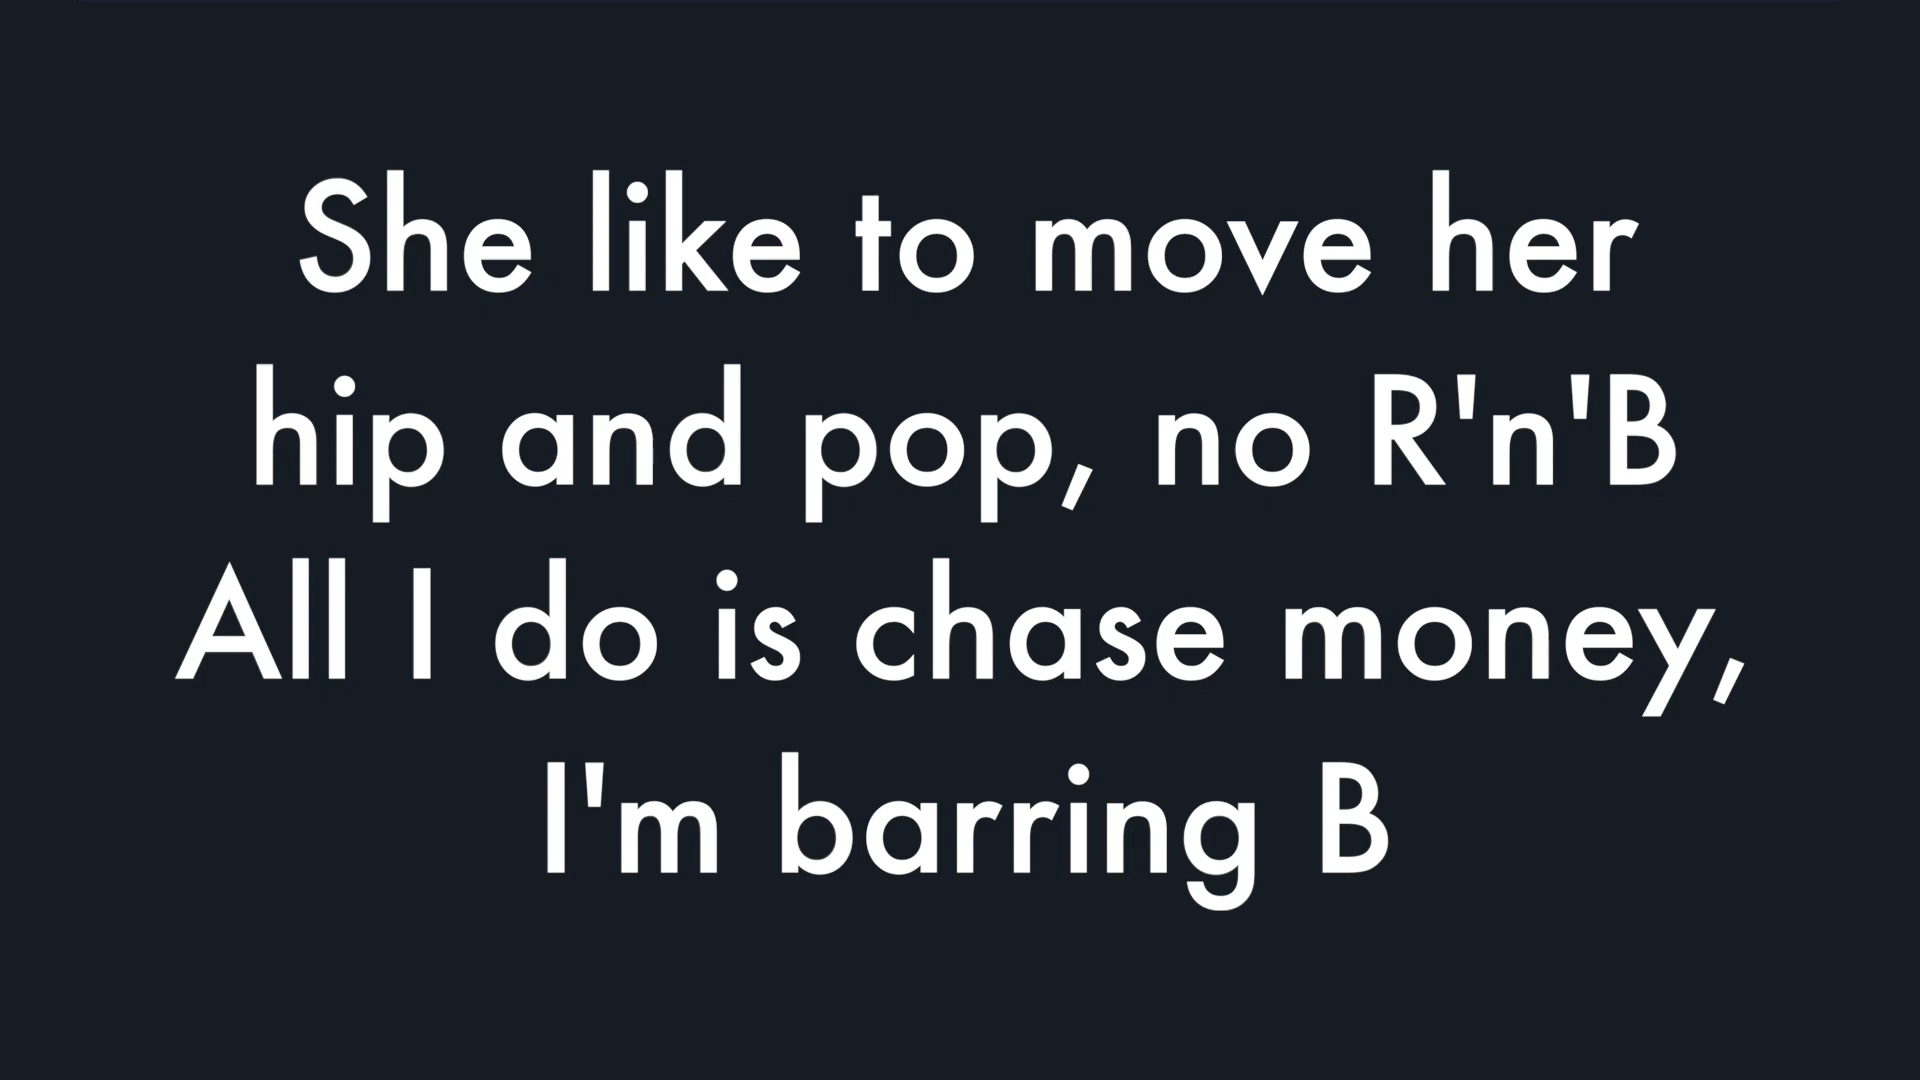 She like to move her
hip and pop, no R'n'B
All I do is chase money,
I'm barring B